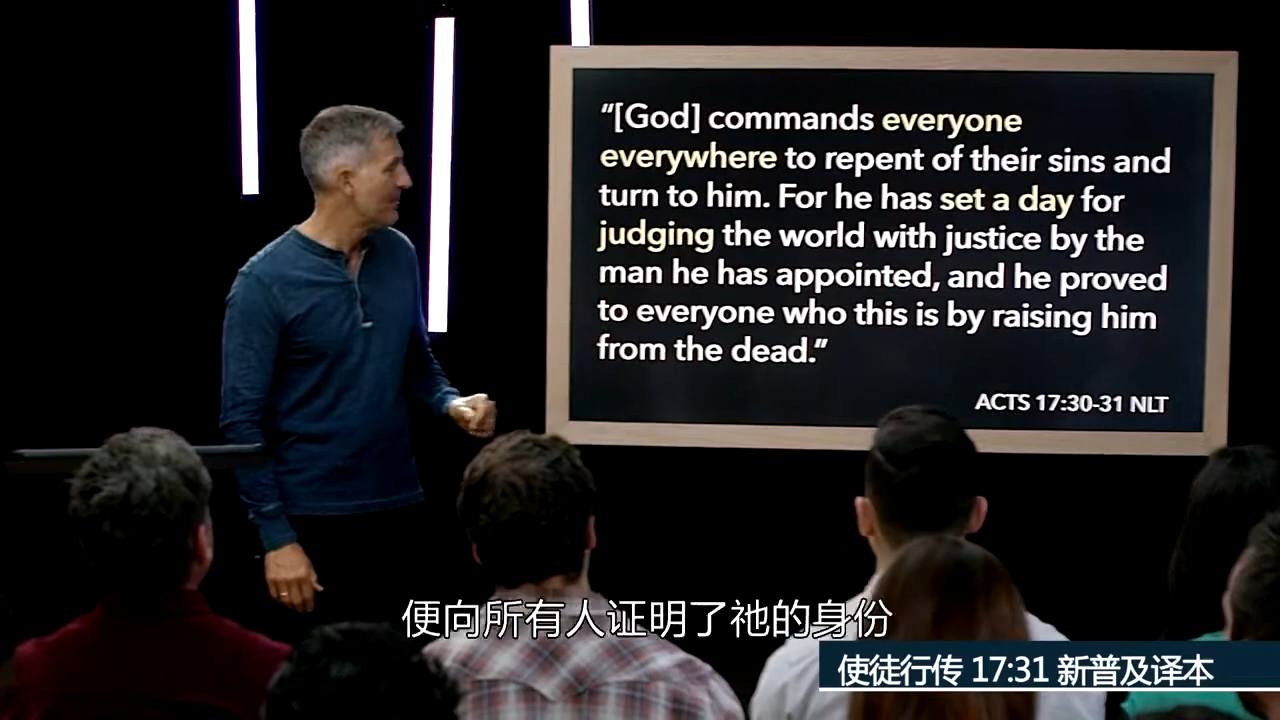 “[God] commands everyone
everywhere to repent of their sins and
turn to him. For he has set a day for
judging the world with justice by the
man he has appointed, and he proved
to everyone who this is by raising him
from the dead.”
ACTS 17:30-31 NLT
便向所有人证明了祂的身份
使徒行传 17:31 新普及译本